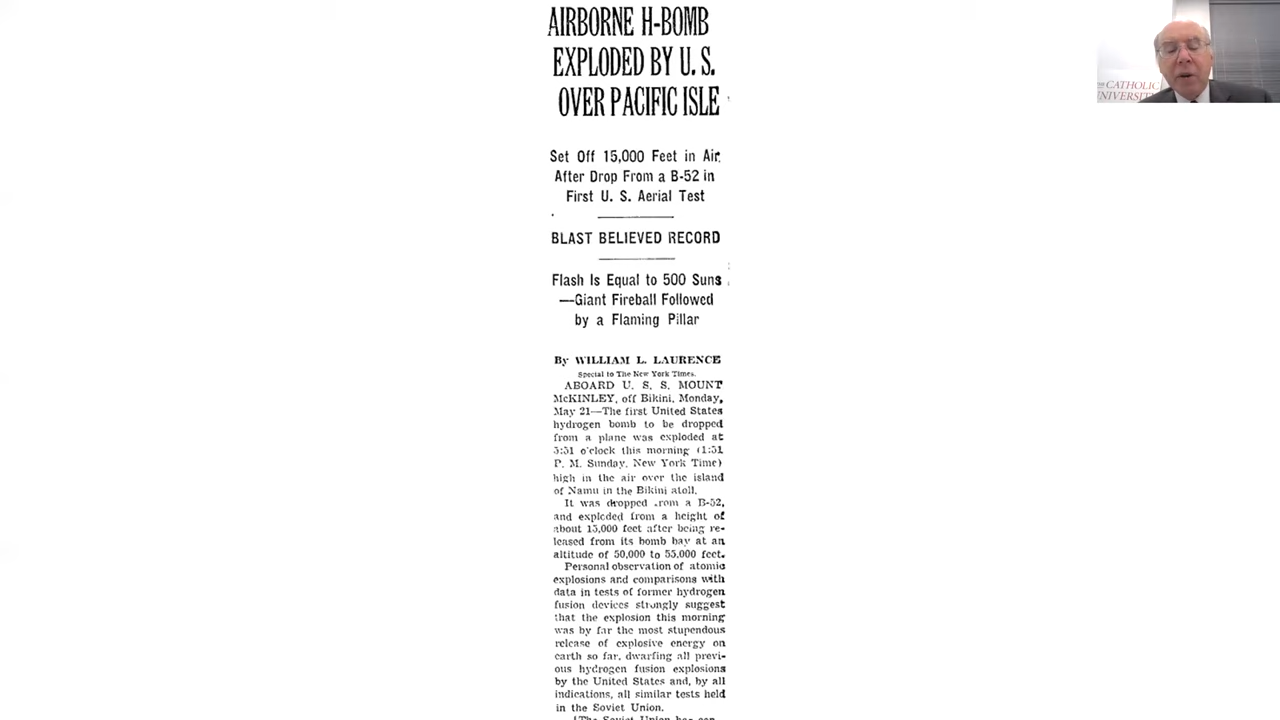 AIRBORNE H-BOMB
EXPLODED BY U. S.
OVER PACIFIC ISLE
Set Off 15,000 Feet in Air
After Drop From a B-52 in
First U. S. Aerial Test
BLAST BELIEVED RECORD
Flash Is Equal to 500 Suns
—Giant Fireball Followed
by a Flaming Pillar
By WILLIAM L. LAURENCE
Special to The New York Times.
ABOARD U. S. S. MOUNT
McKINLEY, off Bikini, Monday,
May 21—The first United States
hydrogen bomb to be dropped
from a plane was exploded at
5:51 o'clock this morning (1:51
P. M. Sunday, New York Time)
high in the air over the island
of Namu in the Bikini atoll.
It was dropped from a B-52,
and exploded from a height of
about 15,000 feet after being re-
leased from its bomb bay at an
altitude of 50,000 to 55,000 feet.
Personal observation of atomic
explosions and comparisons with
data in tests of former hydrogen
fusion devices strongly suggest
that the explosion this morning
was by far the most stupendous
release of explosive energy on
earth so far, dwarfing all previ-
ous hydrogen fusion explosions
by the United States and, by all
indications, all similar tests held
in the Soviet Union.
[The Soviet Union has con-
CATHOLIC